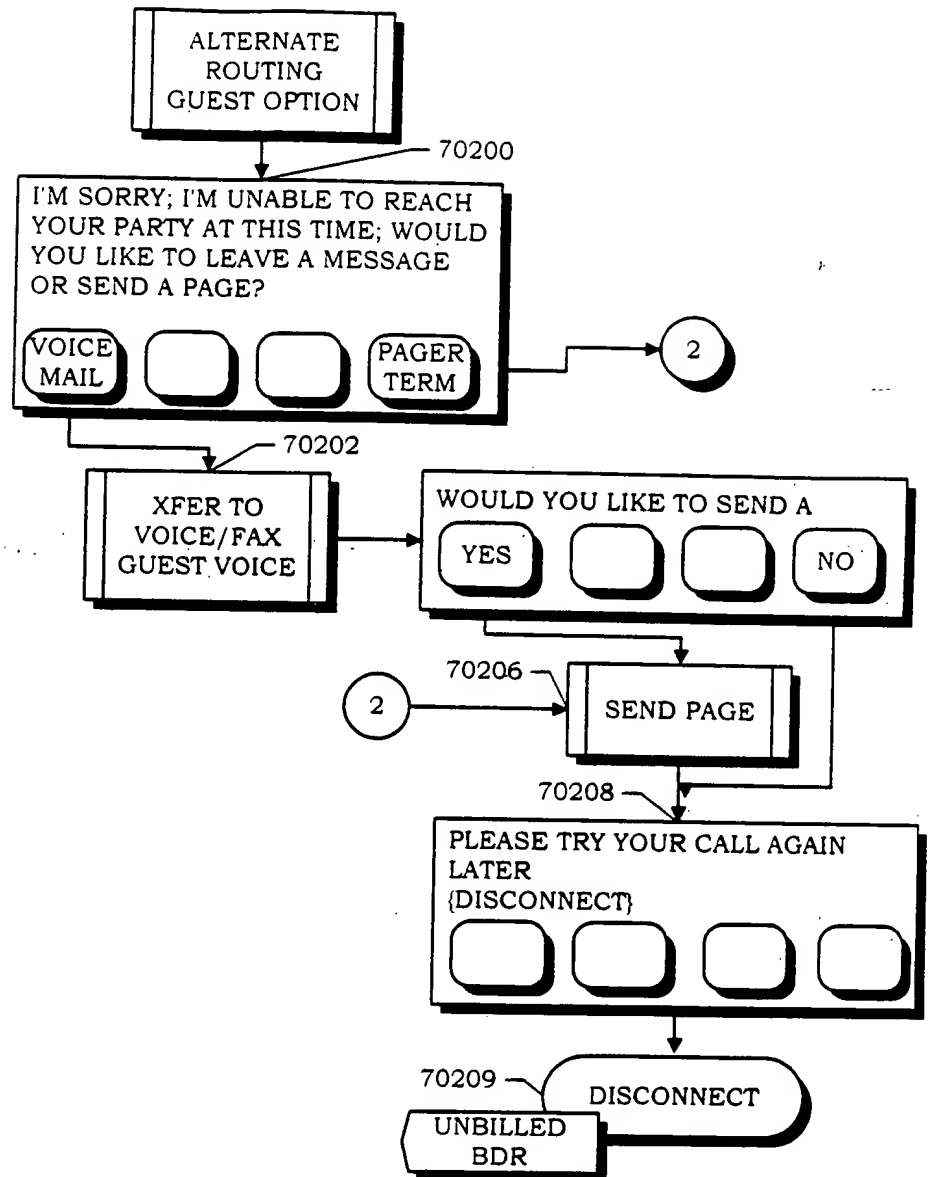 ALTERNATE
ROUTING
GUEST OPTION
70200
I'M SORRY; I'M UNABLE TO REACH
YOUR PARTY AT THIS TIME; WOULD
YOU LIKE TO LEAVE A MESSAGE
OR SEND A PAGE?
VOICE
MAIL
PAGER
TERM
2
70202
XFER TO
VOICE/FAX
GUEST VOICE
WOULD YOU LIKE TO SEND A
YES
NO
70206
2
SEND PAGE
70208
PLEASE TRY YOUR CALL AGAIN
LATER
{DISCONNECT}
70209
DISCONNECT
UNBILLED
BDR